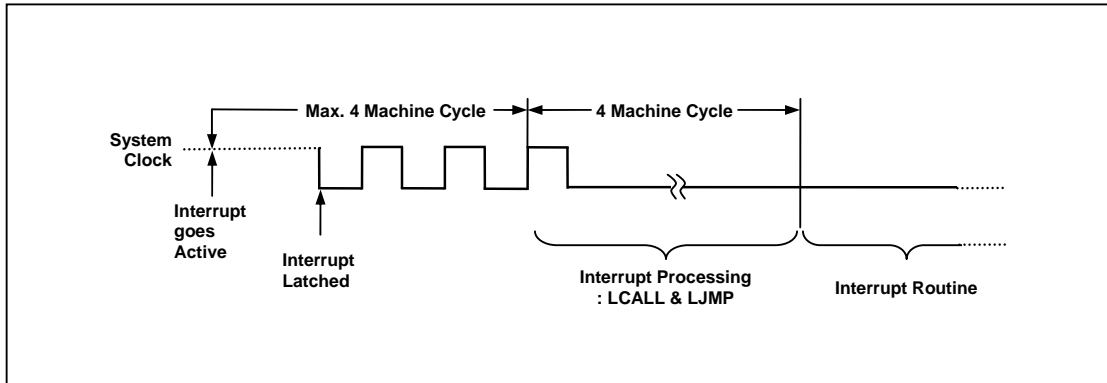 Max. 4 Machine Cycle
4 Machine Cycle
System
Clock
Interrupt
goes
Active
Interrupt
Latched
Interrupt Processing
: LCALL & LJMP
Interrupt Routine